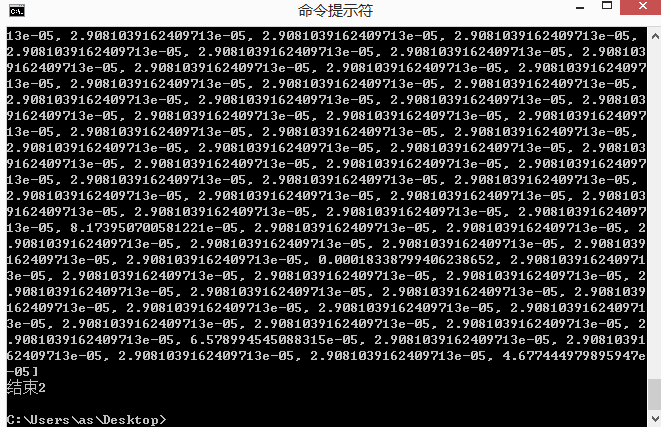 13e-05, 2.9081039162409713e-05, 2.9081039162409713e-05, 2.9081039162409713e-05,
2.9081039162409713e-05, 2.9081039162409713e-05, 2.9081039162409713e-05, 2.908103
9162409713e-05, 2.9081039162409713e-05, 2.9081039162409713e-05, 2.90810391624097
13e-05, 2.9081039162409713e-05, 2.9081039162409713e-05, 2.9081039162409713e-05,
2.9081039162409713e-05, 2.9081039162409713e-05, 2.9081039162409713e-05, 2.908103
9162409713e-05, 2.9081039162409713e-05, 2.9081039162409713e-05, 2.90810391624097
13e-05, 2.9081039162409713e-05, 2.9081039162409713e-05, 2.9081039162409713e-05,
2.9081039162409713e-05, 2.9081039162409713e-05, 2.9081039162409713e-05, 2.908103
9162409713e-05, 2.9081039162409713e-05, 2.9081039162409713e-05, 2.90810391624097
13e-05, 2.9081039162409713e-05, 2.9081039162409713e-05, 2.9081039162409713e-05,
2.9081039162409713e-05, 2.9081039162409713e-05, 2.9081039162409713e-05, 2.908103
9162409713e-05, 2.9081039162409713e-05, 2.9081039162409713e-05, 2.90810391624097
13e-05, 8.173950700581221e-05, 2.9081039162409713e-05, 2.9081039162409713e-05, 2
.9081039162409713e-05, 2.9081039162409713e-05, 2.9081039162409713e-05, 2.9081039
162409713e-05, 2.9081039162409713e-05, 0.00018338799406238652, 2.908103916240971
3e-05, 2.9081039162409713e-05, 2.9081039162409713e-05, 2.9081039162409713e-05, 2
.9081039162409713e-05, 2.9081039162409713e-05, 2.9081039162409713e-05, 2.9081039
162409713e-05, 2.9081039162409713e-05, 2.9081039162409713e-05, 2.908103916240971
3e-05, 2.9081039162409713e-05, 2.9081039162409713e-05, 2.9081039162409713e-05, 2
.9081039162409713e-05, 6.578994545088315e-05, 2.9081039162409713e-05, 2.90810391
62409713e-05, 2.9081039162409713e-05, 2.9081039162409713e-05, 4.677444979895947e
-05]
结束2
C:\Users\as\Desktop>
命令提示符